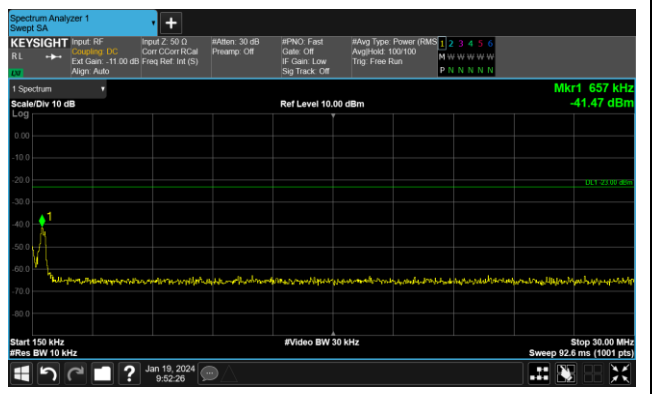 Spectrum Analyzer 1
Swept SA
KEYSIGHT Input: RF Input Z: 50 Ω #Atten: 30 dB #PNO: Fast #Avg Type: Power (RMS 1 2 3 4 5 6
RL Coupling: DC Corr CCorr RCal Preamp: Off Gate: Off Avg|Hold: 100/100 M W W W W W
Ext Gain: -11.00 dB Freq Ref: Int (S) IF Gain: Low Trig: Free Run
Align: Auto Sig Track: Off P N N N N N
LV
1 Spectrum Mkr1 657 kHz
Scale/Div 10 dB Ref Level 10.00 dBm -41.47 dBm
Log
0.00
-10.0
-20.0
DL1 -23.00 dBm
-30.0
1
-40.0
-50.0
-60.0
-70.0
-80.0
Start 150 kHz #Video BW 30 kHz Stop 30.00 MHz
#Res BW 10 kHz Sweep 92.6 ms (1001 pts)
? Jan 19, 2024
9:52:26